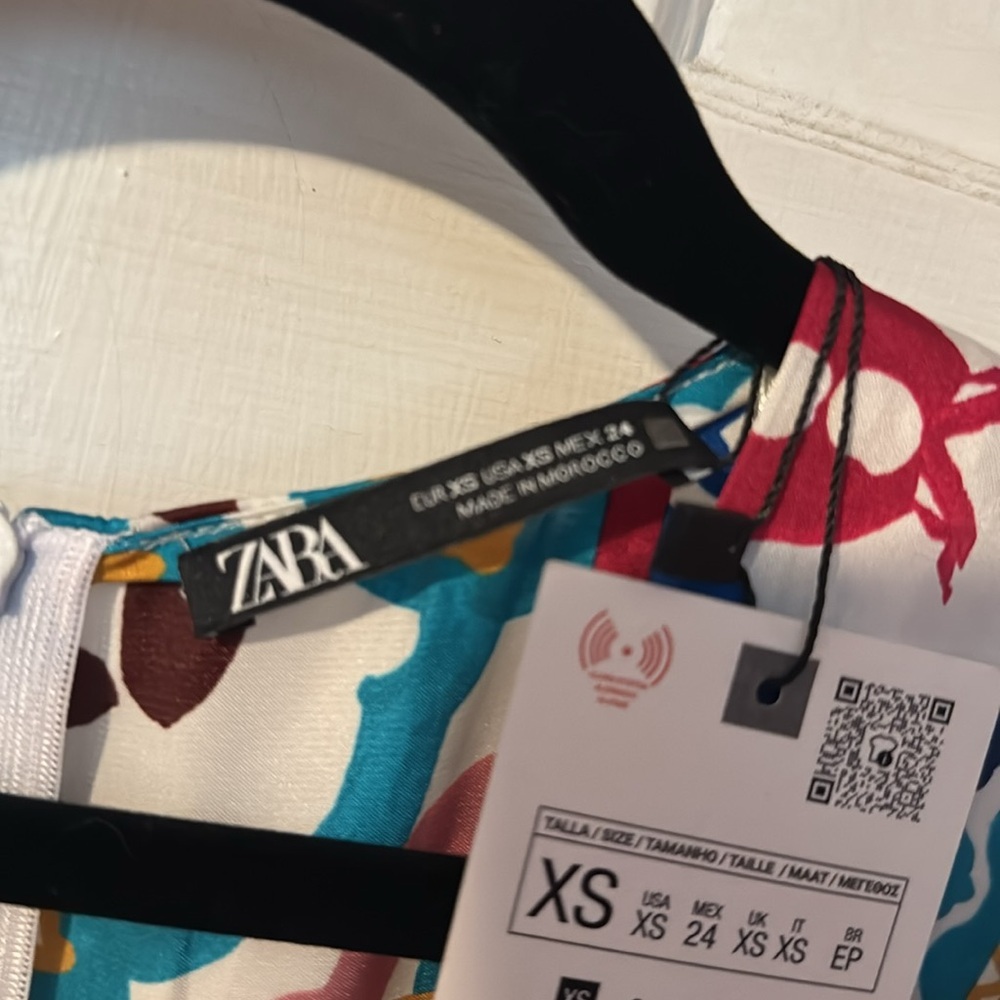 ZARA
EUR XS USA XS MEX 24
MADE IN MOROCCO
TALLA / SIZE / TAMANHO / TAILLE / MAAT / ΜΕΓΕΘΟΣ
XS
USA MEX UK IT BR
XS 24 XS XS EP
XS